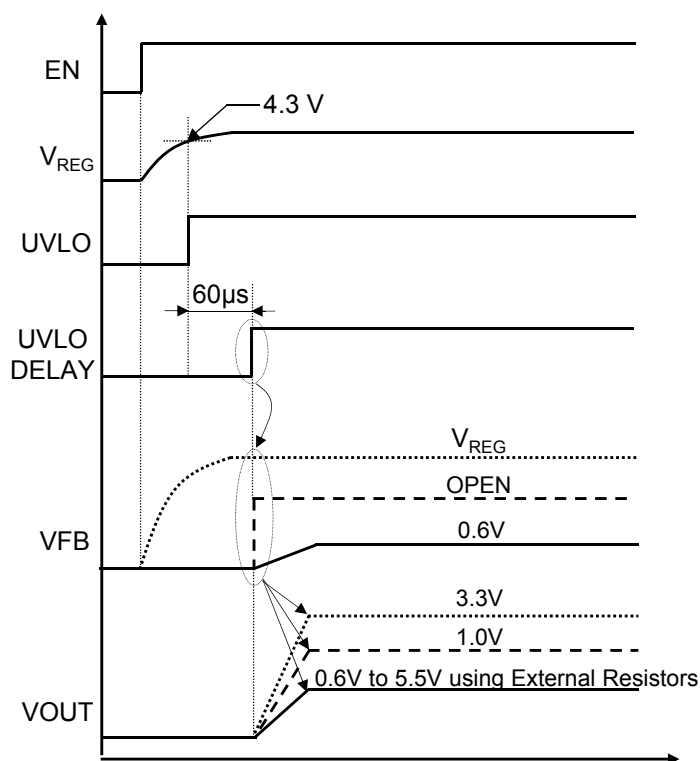 EN
4.3 V
VREG
UVLO
60µs
UVLO
DELAY
VREG
OPEN
VFB
0.6V
3.3V
1.0V
0.6V to 5.5V using External Resistors
VOUT